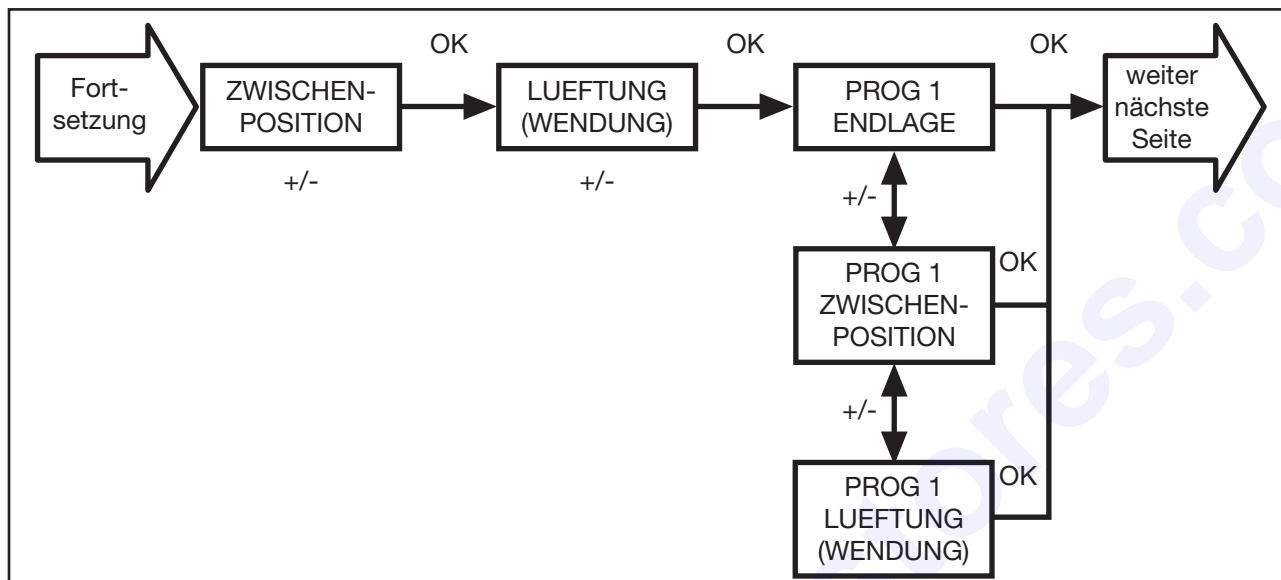 OK
OK
OK
Fort-
setzung
ZWISCHEN-
POSITION
LUEFTUNG
(WENDUNG)
PROG 1
ENDLAGE
weiter
nächste
Seite
+/-
+/-
+/-
PROG 1
ZWISCHEN-
POSITION
OK
+/-
PROG 1
LUEFTUNG
(WENDUNG)
OK